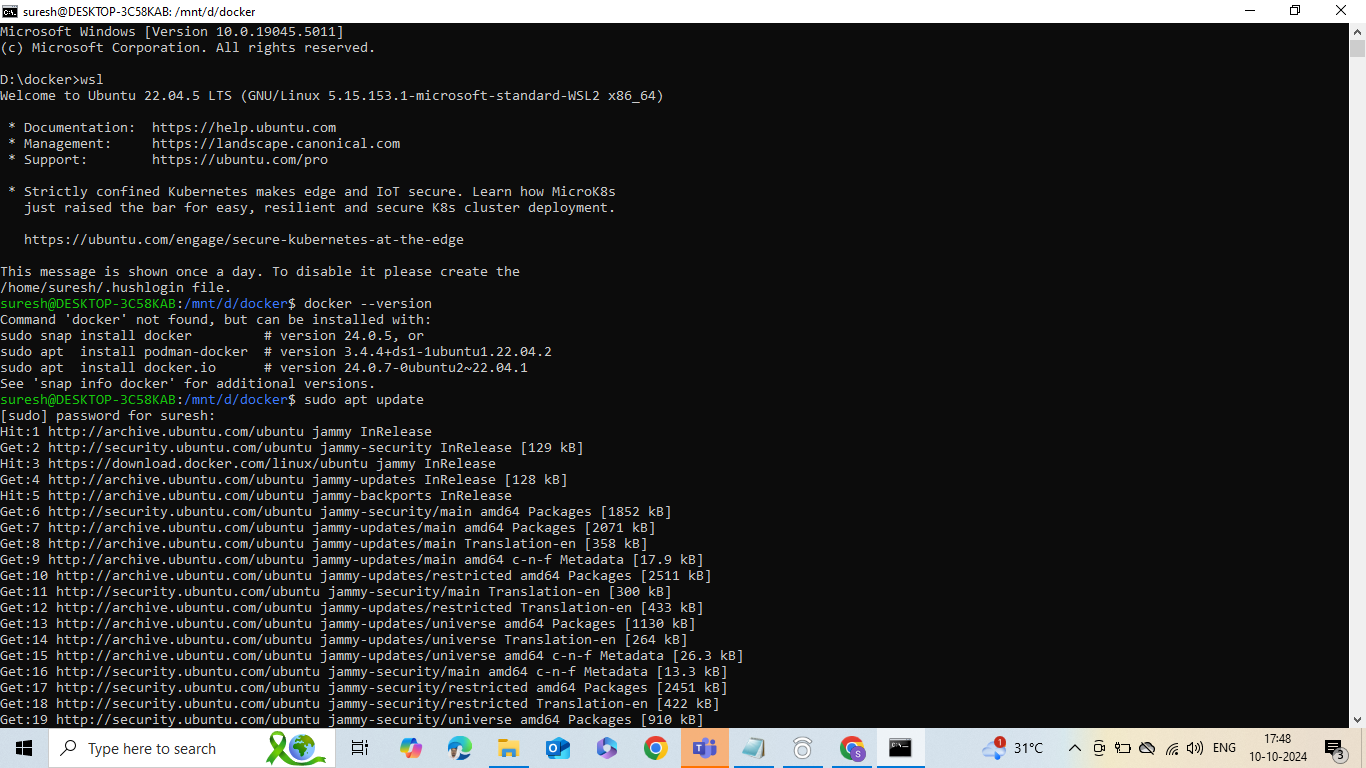 suresh@DESKTOP-3C58KAB: /mnt/d/docker
Microsoft Windows [Version 10.0.19045.5011]
(c) Microsoft Corporation. All rights reserved.
D:\docker>wsl
Welcome to Ubuntu 22.04.5 LTS (GNU/Linux 5.15.153.1-microsoft-standard-WSL2 x86_64)
* Documentation:  https://help.ubuntu.com
* Management:     https://landscape.canonical.com
* Support:        https://ubuntu.com/pro
* Strictly confined Kubernetes makes edge and IoT secure. Learn how MicroK8s
just raised the bar for easy, resilient and secure K8s cluster deployment.
https://ubuntu.com/engage/secure-kubernetes-at-the-edge
This message is shown once a day. To disable it please create the
/home/suresh/.hushlogin file.
suresh@DESKTOP-3C58KAB:/mnt/d/docker$ docker --version
Command 'docker' not found, but can be installed with:
sudo snap install docker         # version 24.0.5, or
sudo apt  install podman-docker  # version 3.4.4+ds1-1ubuntu1.22.04.2
sudo apt  install docker.io      # version 24.0.7-0ubuntu2~22.04.1
See 'snap info docker' for additional versions.
suresh@DESKTOP-3C58KAB:/mnt/d/docker$ sudo apt update
[sudo] password for suresh:
Hit:1 http://archive.ubuntu.com/ubuntu jammy InRelease
Get:2 http://security.ubuntu.com/ubuntu jammy-security InRelease [129 kB]
Hit:3 https://download.docker.com/linux/ubuntu jammy InRelease
Get:4 http://archive.ubuntu.com/ubuntu jammy-updates InRelease [128 kB]
Hit:5 http://archive.ubuntu.com/ubuntu jammy-backports InRelease
Get:6 http://security.ubuntu.com/ubuntu jammy-security/main amd64 Packages [1852 kB]
Get:7 http://archive.ubuntu.com/ubuntu jammy-updates/main amd64 Packages [2071 kB]
Get:8 http://archive.ubuntu.com/ubuntu jammy-updates/main Translation-en [358 kB]
Get:9 http://archive.ubuntu.com/ubuntu jammy-updates/main amd64 c-n-f Metadata [17.9 kB]
Get:10 http://archive.ubuntu.com/ubuntu jammy-updates/restricted amd64 Packages [2511 kB]
Get:11 http://security.ubuntu.com/ubuntu jammy-security/main Translation-en [300 kB]
Get:12 http://archive.ubuntu.com/ubuntu jammy-updates/restricted Translation-en [433 kB]
Get:13 http://archive.ubuntu.com/ubuntu jammy-updates/universe amd64 Packages [1130 kB]
Get:14 http://archive.ubuntu.com/ubuntu jammy-updates/universe Translation-en [264 kB]
Get:15 http://archive.ubuntu.com/ubuntu jammy-updates/universe amd64 c-n-f Metadata [26.3 kB]
Get:16 http://security.ubuntu.com/ubuntu jammy-security/main amd64 c-n-f Metadata [13.3 kB]
Get:17 http://security.ubuntu.com/ubuntu jammy-security/restricted amd64 Packages [2451 kB]
Get:18 http://security.ubuntu.com/ubuntu jammy-security/restricted Translation-en [422 kB]
Get:19 http://security.ubuntu.com/ubuntu jammy-security/universe amd64 Packages [910 kB]
Type here to search
1
31°C
ENG
17:48
10-10-2024
3